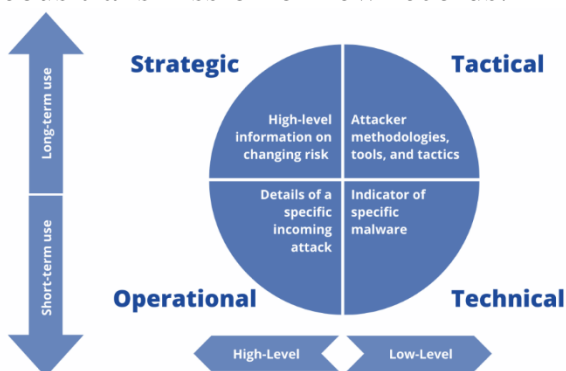 Strategic
Tactical
High-level
information on
changing risk
Attacker
methodologies,
tools, and tactics
Details of a
specific
incoming
attack
Indicator of
specific
malware
Operational
Technical
Long-term use
Short-term use
High-Level
Low-Level